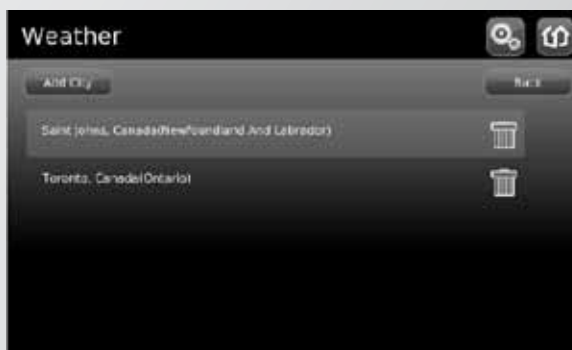 Weather
Add City
Back
Saint Johns, Canada(Newfoundland And Labrador)
Toronto, Canada(Ontario)